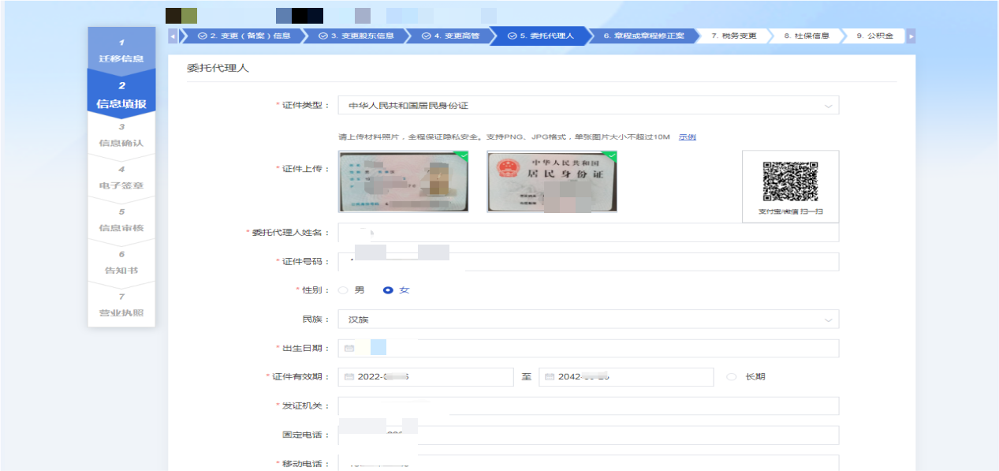 2. 变更（备案）信息
3. 变更股东信息
4. 变更高管
5. 委托代理人
6. 章程或章程修正案
7. 税务变更
8. 社保信息
9. 公积金
1
迁移信息
2
信息填报
3
信息确认
4
电子签章
5
信息审核
6
告知书
7
营业执照
委托代理人
* 证件类型：
中华人民共和国居民身份证
请上传材料照片，全程保证隐私安全。支持PNG、JPG格式，单张图片大小不超过10M 示例
* 证件上传：
中华人民共和国
居民身份证
支付宝/微信 扫一扫
* 委托代理人姓名：
* 证件号码：
* 性别： 男 女
民族： 汉族
* 出生日期：
* 证件有效期： 2022- 至 2042- 长期
* 发证机关：
固定电话：
* 移动电话：